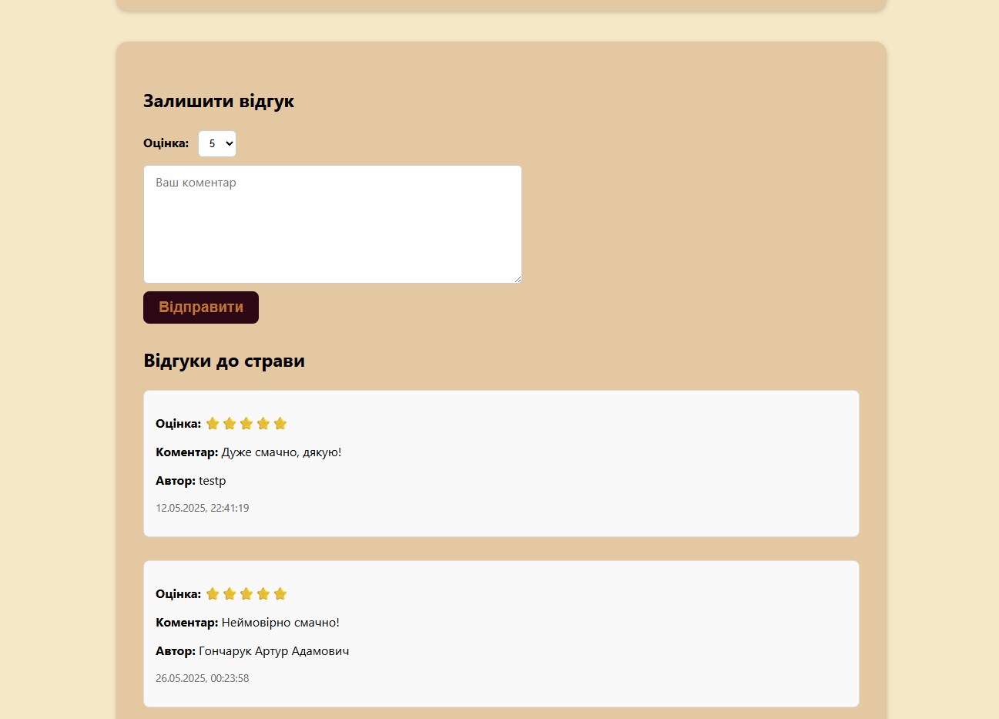 Залишити відгук
Оцінка: 5
Ваш коментар
Відправити
Відгуки до страви
Оцінка:
Коментар: Дуже смачно, дякую!
Автор: testp
12.05.2025, 22:41:19
Оцінка:
Коментар: Неймовірно смачно!
Автор: Гончарук Артур Адамович
26.05.2025, 00:23:58